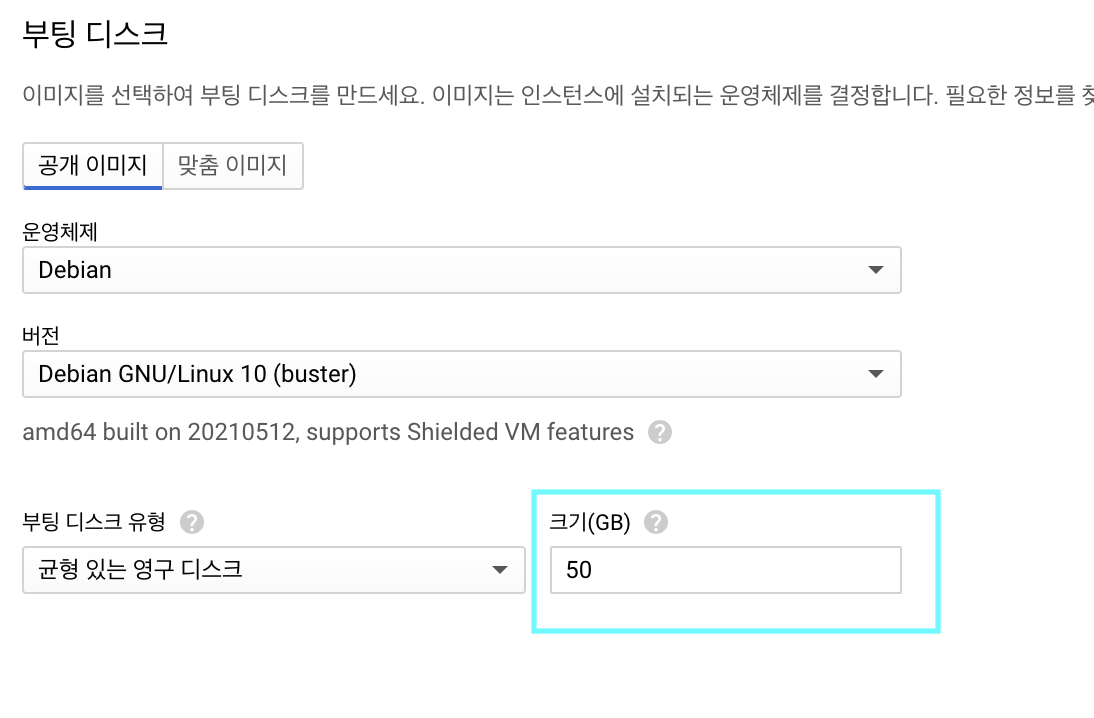 부팅 디스크
이미지를 선택하여 부팅 디스크를 만드세요. 이미지는 인스턴스에 설치되는 운영체제를 결정합니다. 필요한 정보를
공개 이미지 맞춤 이미지
운영체제
Debian
버전
Debian GNU/Linux 10 (buster)
amd64 built on 20210512, supports Shielded VM features ?
부팅 디스크 유형 ? 크기(GB) ?
균형 있는 영구 디스크 50